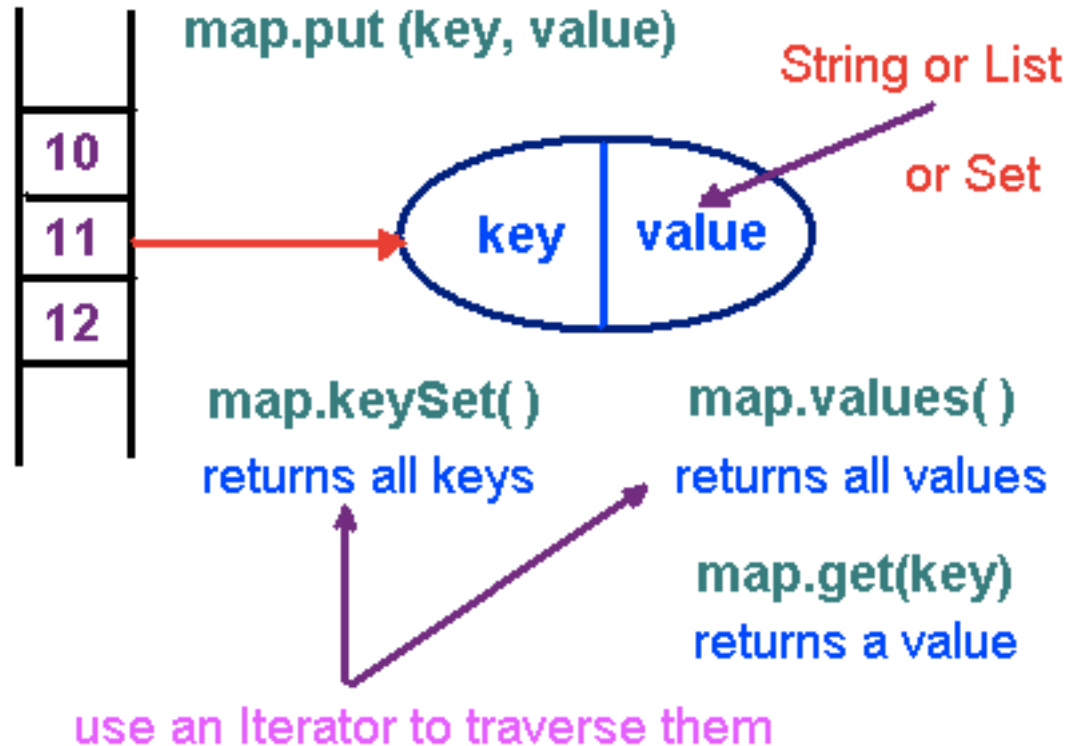 map.put (key, value)
String or List
or Set
10
11
12
key
value
map.keySet( )
returns all keys
map.values( )
returns all values
map.get(key)
returns a value
use an Iterator to traverse them